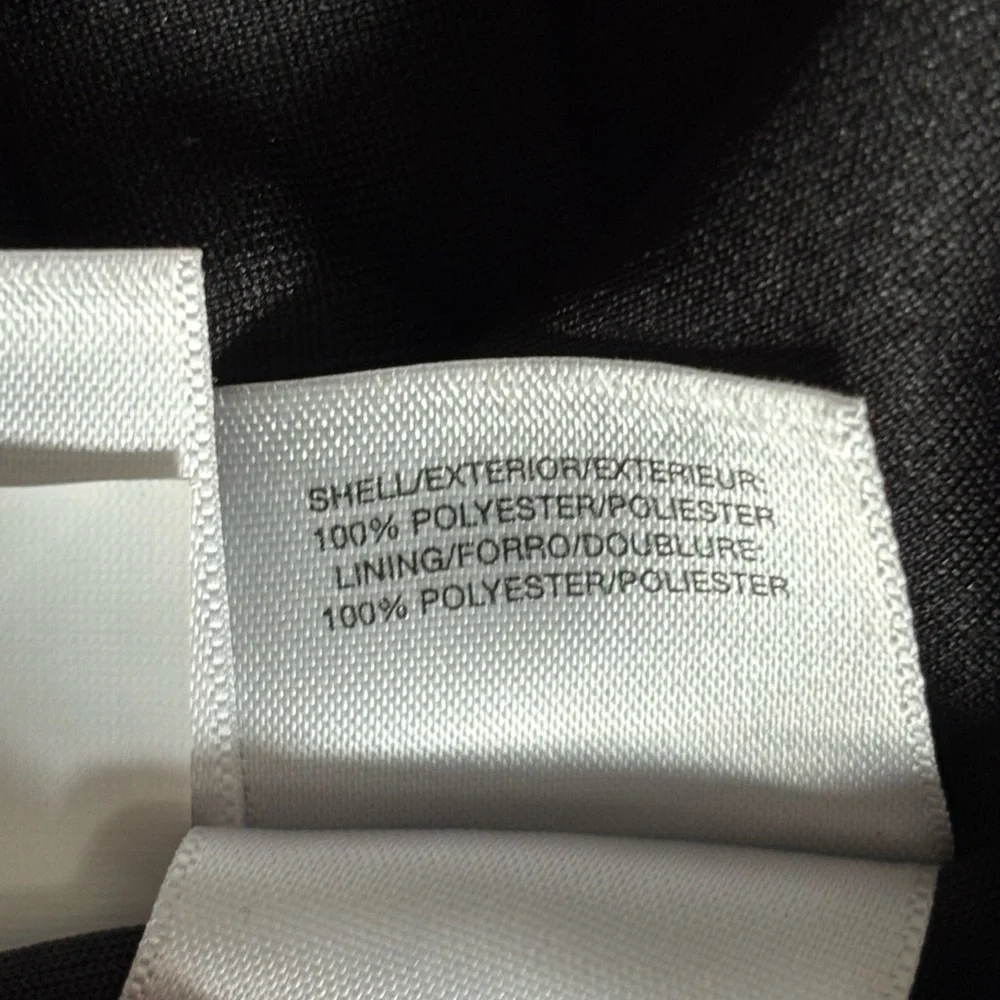 SHELL/EXTERIOR/EXTERIEUR:
100% POLYESTER/POLIESTER
LINING/FORRO/DOUBLURE:
100% POLYESTER/POLIESTER